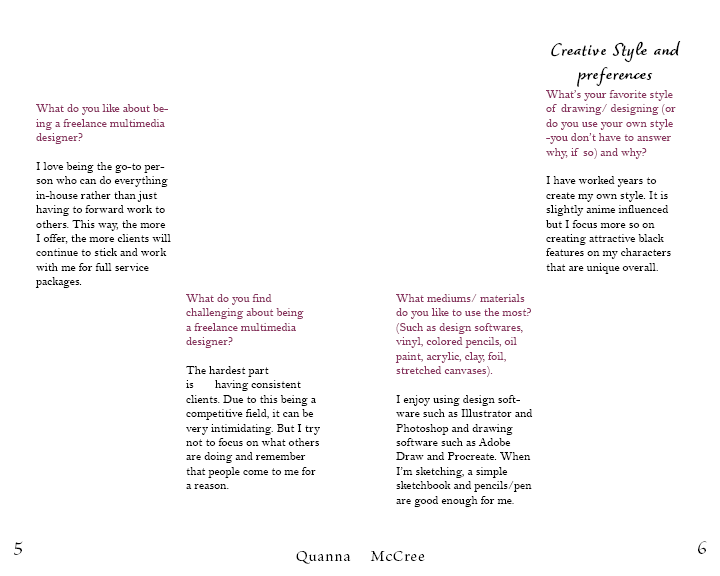 What do you like about be-
ing a freelance multimedia
designer?
I love being the go-to per-
son who can do everything
in-house rather than just
having to forward work to
others. This way, the more
I offer, the more clients will
continue to stick and work
with me for full service
packages.
What do you find
challenging about being
a freelance multimedia
designer?
The hardest part
is having consistent
clients. Due to this being a
competitive field, it can be
very intimidating. But I try
not to focus on what others
are doing and remember
that people come to me for
a reason.
5
Quanna
Creative Style and
preferences
What's your favorite style
of drawing/ designing (or
do you use your own style
-you don't have to answer
why, if so) and why?
I have worked years to
create my own style. It is
slightly anime influenced
but I focus more so on
creating attractive black
features on my characters
that are unique overall.
What mediums/ materials
do you like to use the most?
(Such as design softwares,
vinyl, colored pencils, oil
paint, acrylic, clay, foil,
stretched canvases).
I enjoy using design soft-
ware such as Illustrator and
Photoshop and drawing
software such as Adobe
Draw and Procreate. When
I'm sketching, a simple
sketchbook and pencils/pen
are good enough for me.
McCree
6